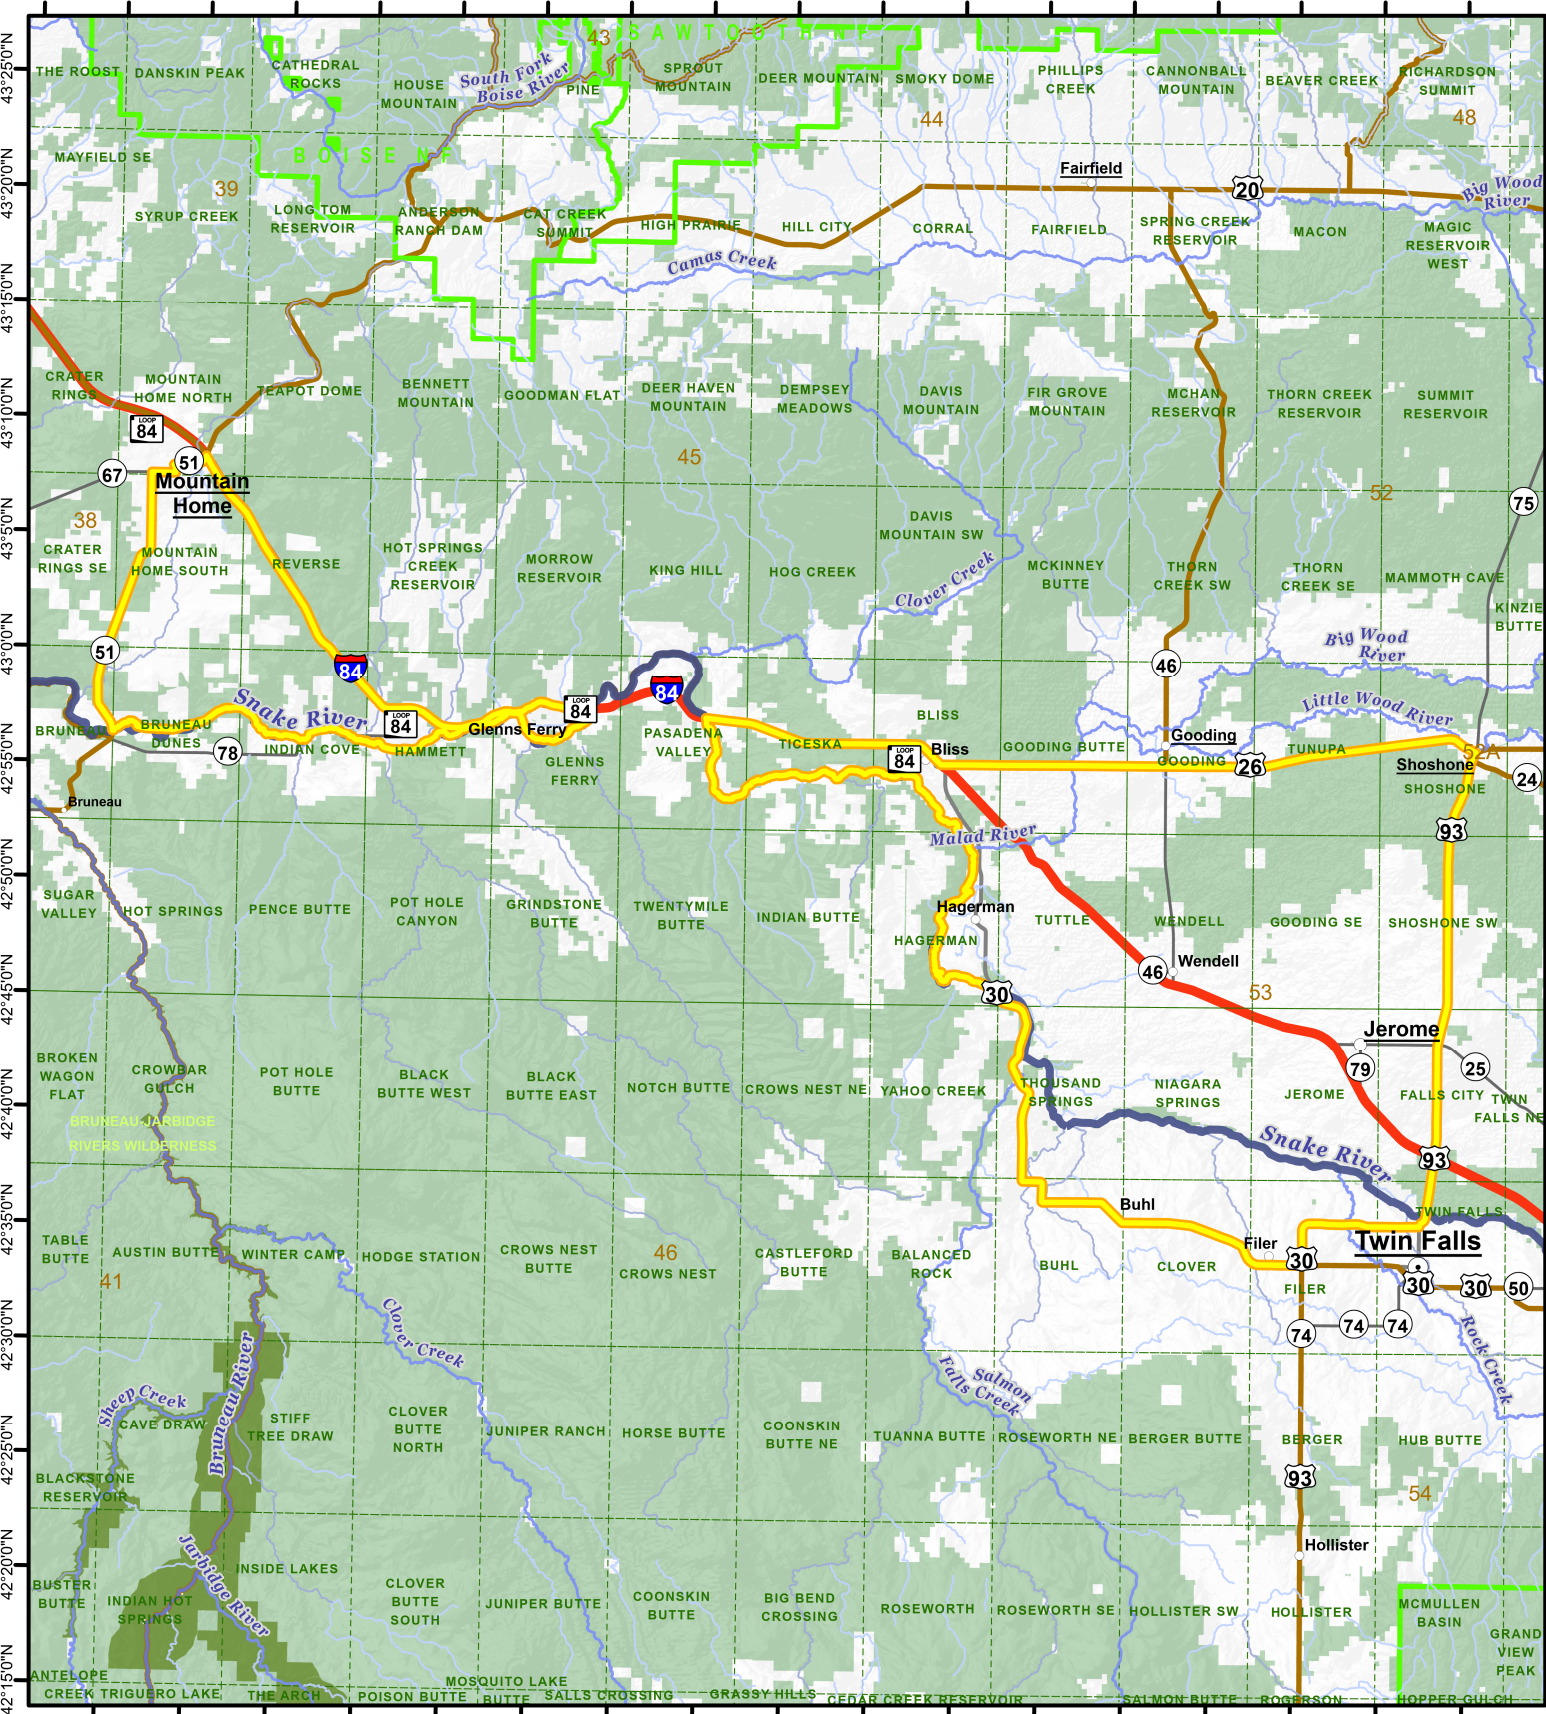 43
SAWTOOTH NF
43°25'0"N
THE ROOST
DANSKIN PEAK
CATHEDRAL
ROCKS
HOUSE
MOUNTAIN
South Fork
Boise River
PINE
SPROUT
MOUNTAIN
DEER MOUNTAIN
SMOKY DOME
PHILLIPS
CREEK
CANNONBALL
MOUNTAIN
BEAVER CREEK
RICHARDSON
SUMMIT
44
48
BOISE NF
MAYFIELD SE
43°20'0"N
39
Fairfield
20
Big Wood
River
SYRUP CREEK
LONG TOM
RESERVOIR
ANDERSON
RANCH DAM
CAT CREEK
SUMMIT
HIGH PRAIRIE
HILL CITY
CORRAL
FAIRFIELD
SPRING CREEK
RESERVOIR
MACON
MAGIC
RESERVOIR
WEST
Camas Creek
43°15'0"N
CRATER
RINGS
MOUNTAIN
HOME NORTH
TEAPOT DOME
BENNETT
MOUNTAIN
GOODMAN FLAT
DEER HAVEN
MOUNTAIN
DEMPSEY
MEADOWS
DAVIS
MOUNTAIN
FIR GROVE
MOUNTAIN
MCHAN
RESERVOIR
THORN CREEK
RESERVOIR
SUMMIT
RESERVOIR
43°10'0"N
LOOP
84
51
67
45
Mountain
Home
52
75
38
43°5'0"N
DAVIS
MOUNTAIN SW
CRATER
RINGS SE
MOUNTAIN
HOME SOUTH
REVERSE
HOT SPRINGS
CREEK
RESERVOIR
MORROW
RESERVOIR
KING HILL
HOG CREEK
Clover Creek
MCKINNEY
BUTTE
THORN
CREEK SW
THORN
CREEK SE
MAMMOTH CAVE
KINZIE
BUTTE
43°0'0"N
51
84
84
46
Big Wood
River
Snake River
LOOP
84
LOOP
84
Little Wood River
BRUNEAU
BRUNEAU
DUNES
78
INDIAN COVE
HAMMETT
Glenns Ferry
GLENNS
FERRY
PASADENA
VALLEY
TICESKA
BLISS
LOOP
84
Bliss
GOODING BUTTE
Gooding
GOODING
26
TUNUPA
52A
Shoshone
SHOSHONE
24
42°55'0"N
Bruneau
93
Malad River
42°50'0"N
SUGAR
VALLEY
HOT SPRINGS
PENCE BUTTE
POT HOLE
CANYON
GRINDSTONE
BUTTE
TWENTYMILE
BUTTE
INDIAN BUTTE
Hagerman
HAGERMAN
TUTTLE
WENDELL
GOODING SE
SHOSHONE SW
46
Wendell
42°45'0"N
30
53
Jerome
79
25
BROKEN
WAGON
FLAT
CROWBAR
GULCH
POT HOLE
BUTTE
BLACK
BUTTE WEST
BLACK
BUTTE EAST
NOTCH BUTTE
CROWS NEST NE
YAHOO CREEK
THOUSAND
SPRINGS
NIAGARA
SPRINGS
JEROME
FALLS CITY
TWIN
FALLS NE
42°40'0"N
BRUNEAU-JARBIDGE
RIVERS WILDERNESS
Snake River
93
42°35'0"N
Buhl
TWIN FALLS
TABLE
BUTTE
AUSTIN BUTTE
WINTER CAMP
HODGE STATION
CROWS NEST
BUTTE
46
CROWS NEST
CASTLEFORD
BUTTE
BALANCED
ROCK
BUHL
CLOVER
Filer
30
Twin Falls
FILER
30
30
50
41
42°30'0"N
Clover Creek
74
74
74
Rock Creek
Bruneau River
Sheep Creek
Salmon
Falls Creek
CAVE DRAW
STIFF
TREE DRAW
CLOVER
BUTTE
NORTH
JUNIPER RANCH
HORSE BUTTE
COONSKIN
BUTTE NE
TUANNA BUTTE
ROSEWORTH NE
BERGER BUTTE
BERGER
HUB BUTTE
42°25'0"N
BLACKSTONE
RESERVOIR
93
54
Jarbidge River
42°20'0"N
Hollister
BUSTER
BUTTE
INDIAN HOT
SPRINGS
INSIDE LAKES
CLOVER
BUTTE
SOUTH
JUNIPER BUTTE
COONSKIN
BUTTE
BIG BEND
CROSSING
ROSEWORTH
ROSEWORTH SE
HOLLISTER SW
HOLLISTER
MCMULLEN
BASIN
GRAND
VIEW
PEAK
42°15'0"N
ANTELOPE
CREEK
TRIGUERO LAKE
THE ARCH
POISON BUTTE
MOSQUITO LAKE
BUTTE
SALLS CROSSING
GRASSY HILLS
CEDAR CREEK RESERVOIR
SALMON BUTTE
ROGERSON
HOPPER GULCH